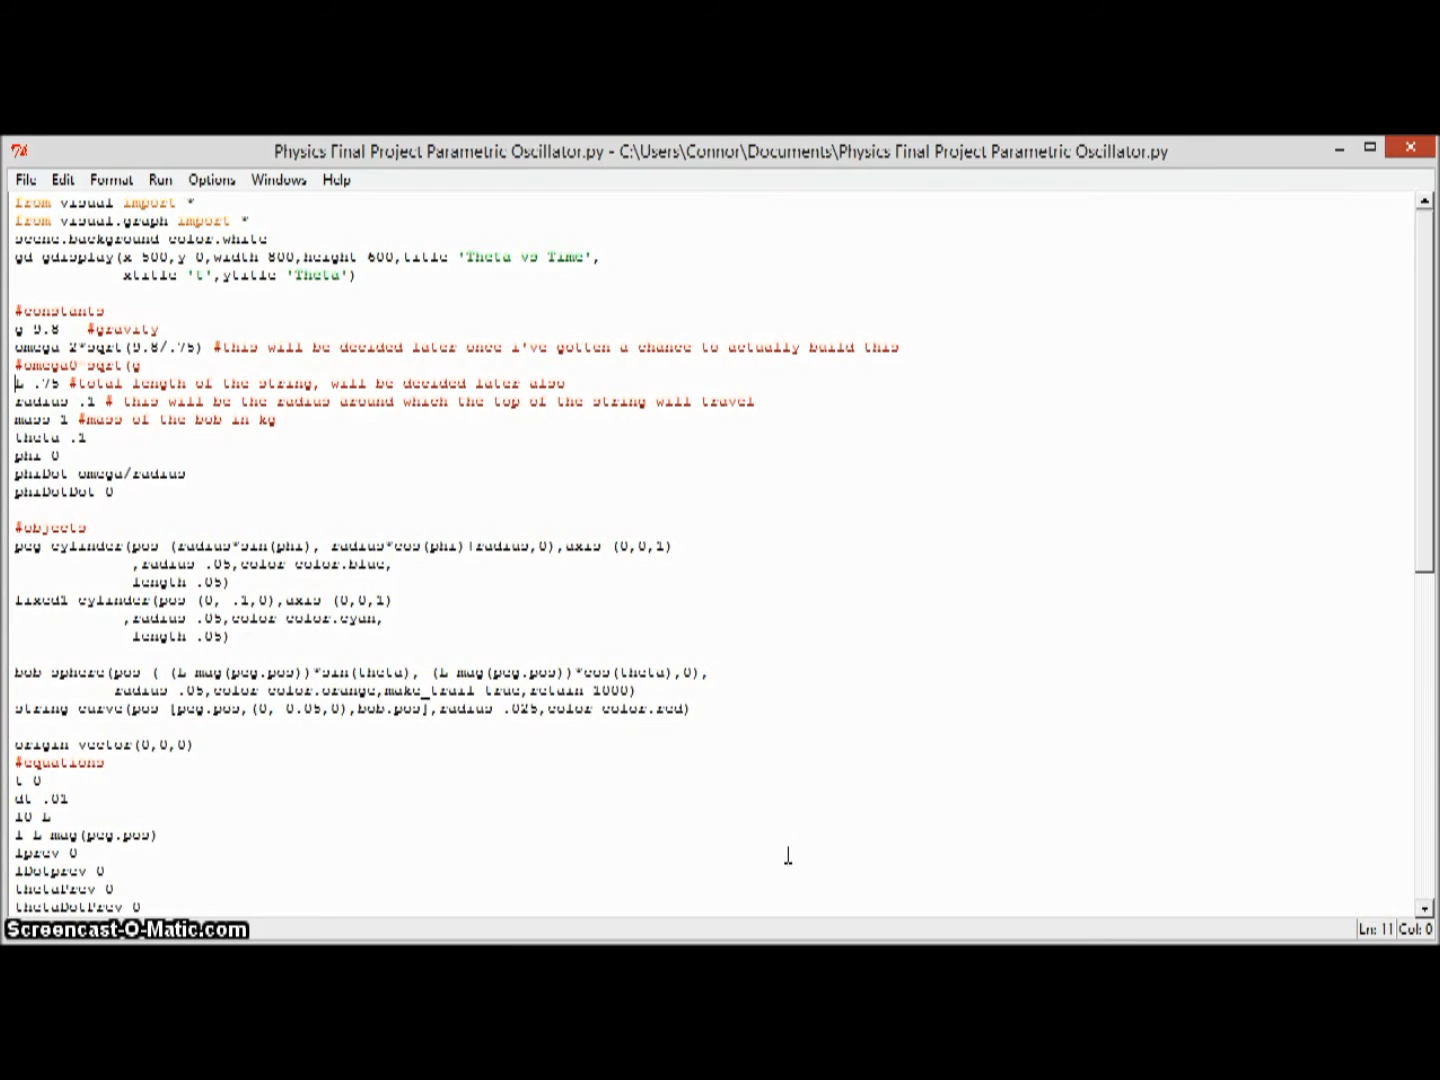 Physics Final Project Parametric Oscillator.py - C:\Users\Connor\Documents\Physics Final Project Parametric Oscillator.py
File Edit Format Run Options Windows Help
from visual import *
from visual.graph import *
scene.background color.white
gd gdisplay(x 500,y 0,width 800,height 600,title 'Theta vs Time',
xtitle 't',ytitle 'Theta')
#constants
g 9.8 #gravity
omega 2*sqrt(9.8/.75) #this will be decided later once i've gotten a chance to actually build this
#omega0 sqrt(g
L .75 #total length of the string, will be decided later also
radius .1 # this will be the radius around which the top of the string will travel
mass 1 #mass of the bob in kg
theta .1
phi 0
phiDot omega/radius
phiDotDot 0
#objects
peg cylinder(pos (radius*sin(phi), radius*cos(phi)+radius,0),axis (0,0,1)
,radius .05,color color.blue,
length .05)
fixed1 cylinder(pos (0, .1,0),axis (0,0,1)
,radius .05,color color.cyan,
length .05)
bob sphere(pos ( (L mag(peg.pos))*sin(theta), (L mag(peg.pos))*cos(theta),0),
radius .05,color color.orange,make_trail true,retain 1000)
string curve(pos [peg.pos,(0, 0.05,0),bob.pos],radius .025,color color.red)
origin vector(0,0,0)
#equations
t 0
dt .01
l0 L
l L mag(peg.pos)
lprev 0
lDotprev 0
thetaPrev 0
thetaDotPrev 0
Screencast-O-Matic.com
Ln: 11 Col: 0